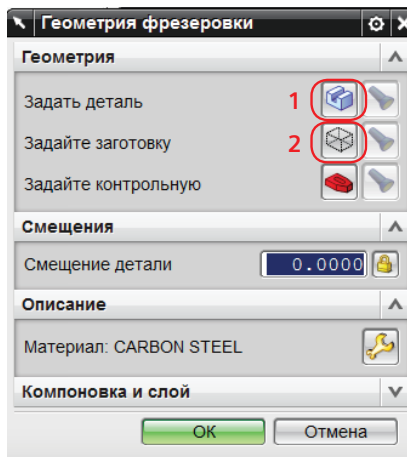 Геометрия фрезеровки
Геометрия
Задать деталь 1
Задайте заготовку 2
Задайте контрольную
Смещения
Смещение детали 0.0000
Описание
Материал: CARBON STEEL
Компоновка и слой
ОК Отмена